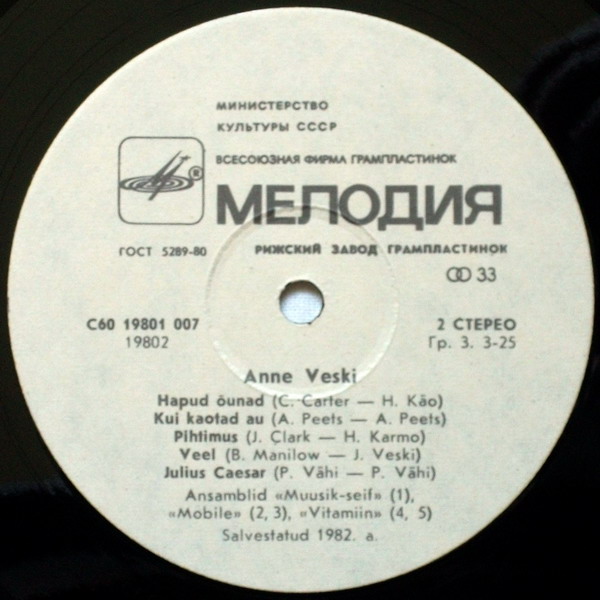 МИНИСТЕРСТВО
КУЛЬТУРЫ СССР
ВСЕСОЮЗНАЯ ФИРМА ГРАМПЛАСТИНОК
®
МЕЛОДИЯ
ГОСТ 5289-80
РИЖСКИЙ ЗАВОД ГРАМПЛАСТИНОК
33
С60 19801 007
19802
2 СТЕРЕО
Гр. 3. 3-25
Anne Veski
Hapud õunad (C. Carter — H. Käo)
Kui kaotad au (A. Peets — A. Peets)
Pihtimus (J. Clark — H. Karmo)
Veel (B. Manilow — J. Veski)
Julius Caesar (P. Vähi — P. Vähi)
Ansamblid «Muusik-seif» (1),
«Mobile» (2, 3), «Vitamiin» (4, 5)
Salvestatud 1982. a.